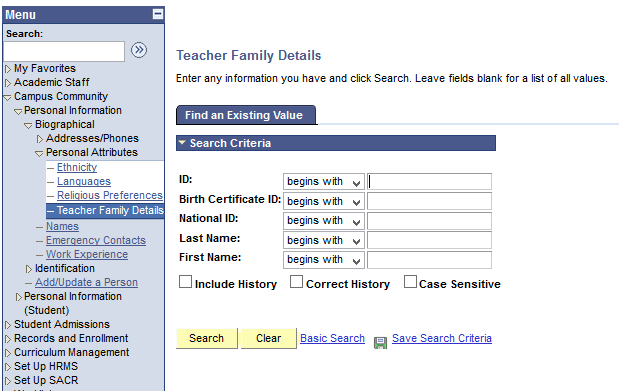 Menu
Search:
My Favorites
Academic Staff
Campus Community
Personal Information
Biographical
Addresses/Phones
Personal Attributes
Ethnicity
Languages
Religious Preferences
Teacher Family Details
Names
Emergency Contacts
Work Experience
Identification
Add/Update a Person
Personal Information
(Student)
Student Admissions
Records and Enrollment
Curriculum Management
Set Up HRMS
Set Up SACR
Teacher Family Details
Enter any information you have and click Search. Leave fields blank for a list of all values.
Find an Existing Value
Search Criteria
ID: begins with
Birth Certificate ID: begins with
National ID: begins with
Last Name: begins with
First Name: begins with
Include History Correct History Case Sensitive
Search Clear Basic Search Save Search Criteria